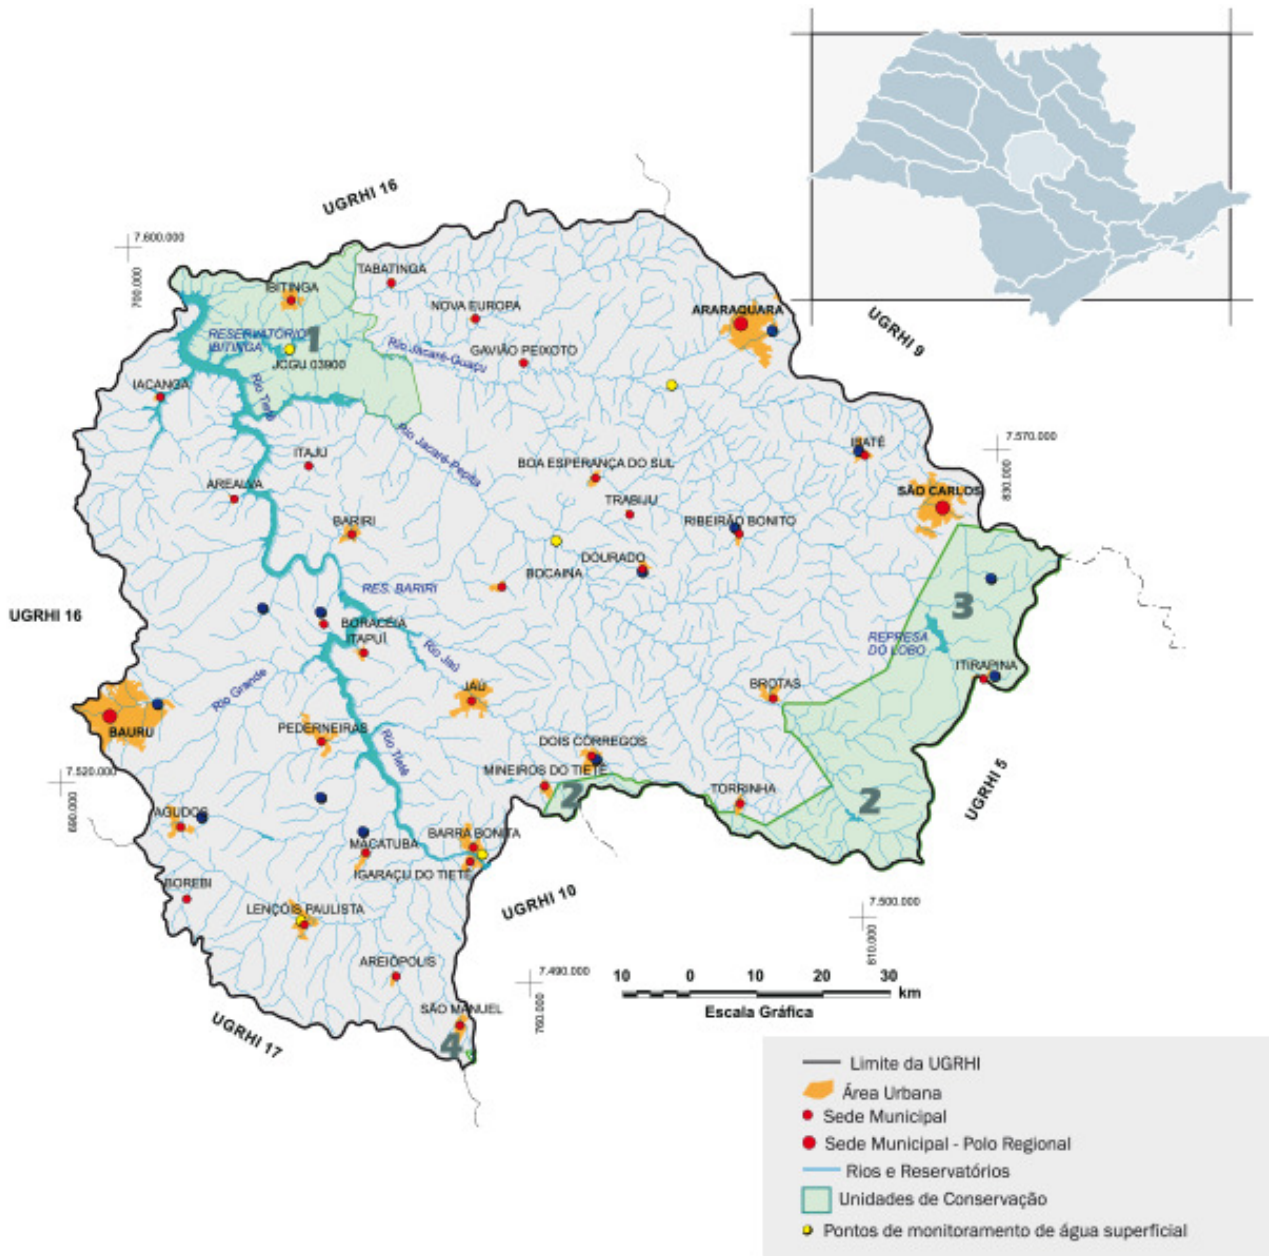 UGRHI 16
7.600.000
700.000
TABATINGA
IBITINGA
NOVA EUROPA
ARARAQUARA
UGRHI 9
RESERVATÓRIO
IBITINGA
1
Rio Jacaré-Guaçu
GAVIÃO PEIXOTO
JCGU 03900
IACANGA
Rio Tietê
Rio Jacaré-Pepira
IBATÉ
7.570.000
830.000
ITAJU
BOA ESPERANÇA DO SUL
AREALVA
TRABIJU
SÃO CARLOS
BARIRI
RIBEIRÃO BONITO
DOURADO
BOCAINA
RES. BARIRI
3
UGRHI 16
BORACÉIA
ITAPUÍ
REPRESA
DO LOBO
Rio Jaú
ITIRAPINA
Rio Grande
JAÚ
BROTAS
BAURU
PEDERNEIRAS
Rio Tietê
DOIS CÓRREGOS
MINEIROS DO TIETÊ
7.520.000
690.000
2
TORRINHA
2
UGRHI 5
AGUDOS
BARRA BONITA
MACATUBA
IGARAÇU DO TIETÊ
BOREBI
UGRHI 10
LENÇÓIS PAULISTA
7.500.000
810.000
AREIÓPOLIS
7.490.000
760.000
10 0 10 20 30
km
Escala Gráfica
SÃO MANUEL
4
UGRHI 17
Limite da UGRHI
Área Urbana
Sede Municipal
Sede Municipal - Polo Regional
Rios e Reservatórios
Unidades de Conservação
Pontos de monitoramento de água superficial